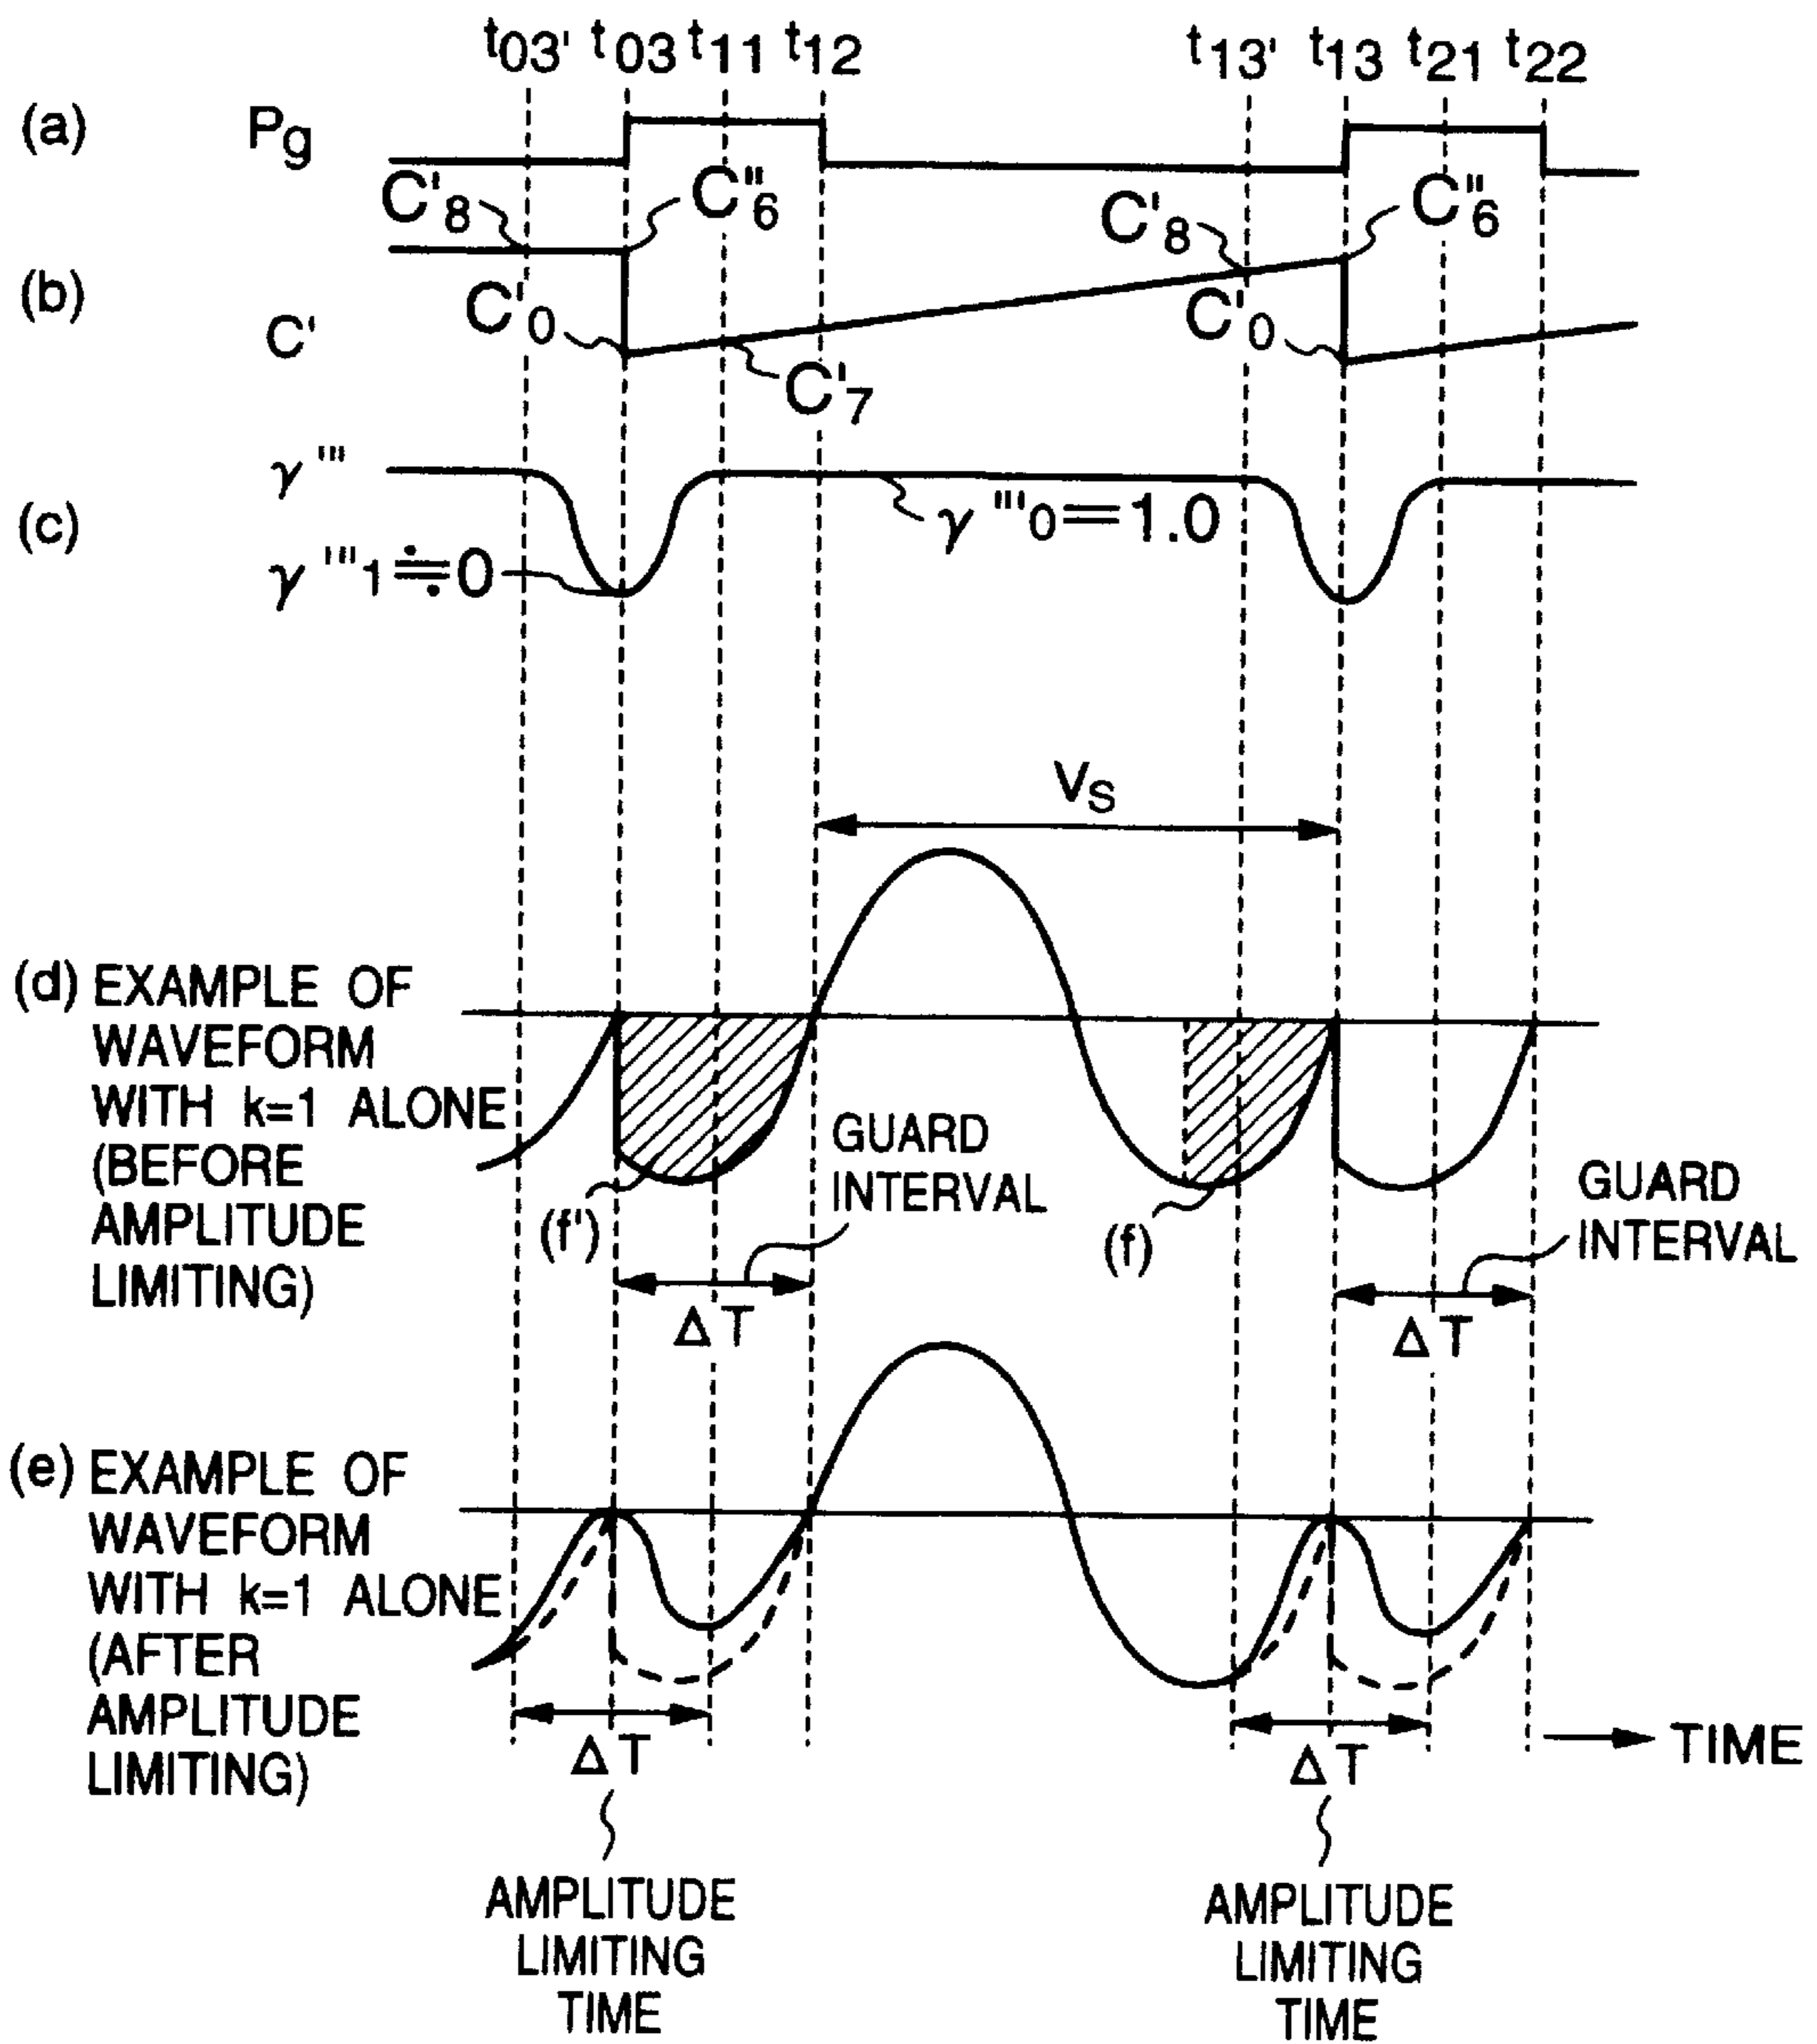 t03' t03 t11 t12 t13' t13 t21 t22
(a) Pg
C'8 C"6 C'8 C"6
(b) C' C'0 C'7 C'0
γ'''
(c) γ'''0=1.0
γ'''1≒0
VS
(d) EXAMPLE OF
WAVEFORM
WITH k=1 ALONE
(BEFORE
AMPLITUDE
LIMITING)
(f')
GUARD
INTERVAL
(f)
GUARD
INTERVAL
ΔT ΔT
(e) EXAMPLE OF
WAVEFORM
WITH k=1 ALONE
(AFTER
AMPLITUDE
LIMITING)
ΔT ΔT
TIME
AMPLITUDE
LIMITING
TIME
AMPLITUDE
LIMITING
TIME